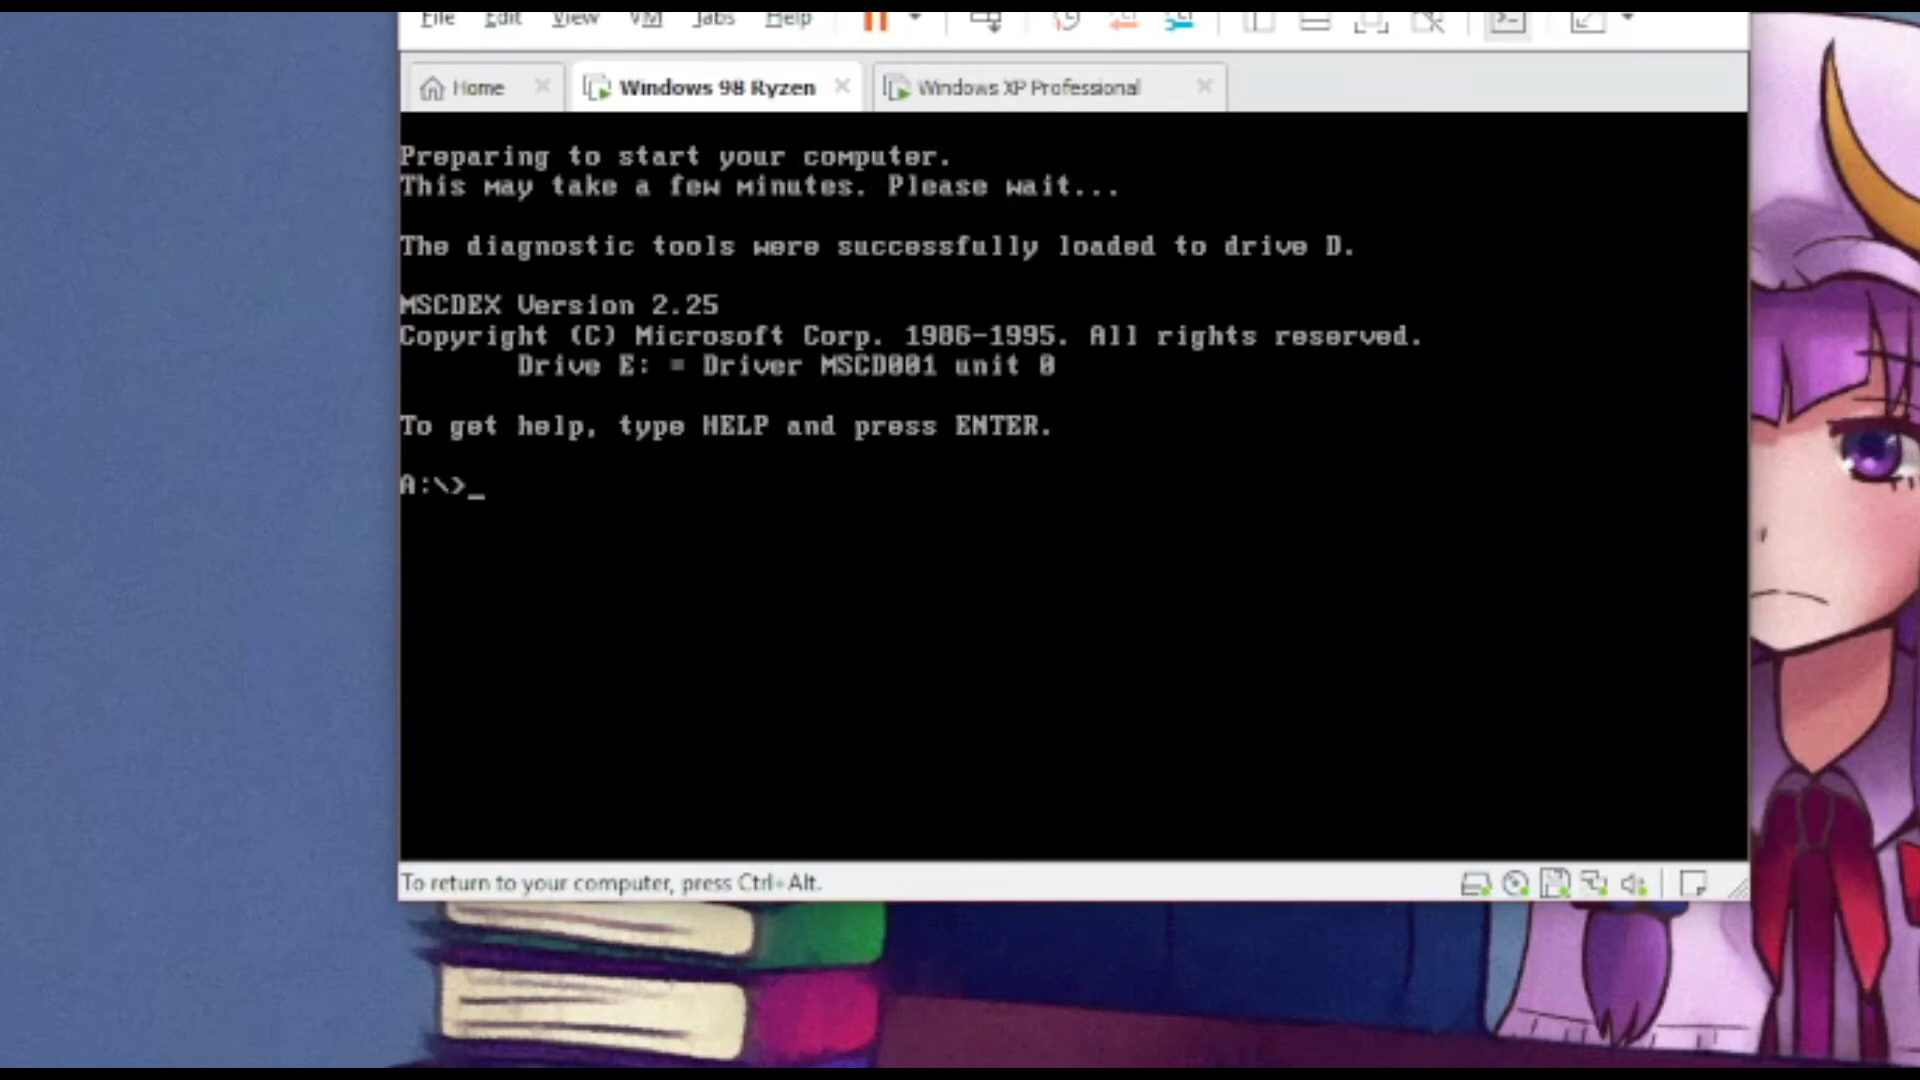 File Edit View VM Tabs Help
Home Windows 98 Ryzen Windows XP Professional
Preparing to start your computer.
This may take a few minutes. Please wait...
The diagnostic tools were successfully loaded to drive D.
MSCDEX Version 2.25
Copyright (C) Microsoft Corp. 1986-1995. All rights reserved.
Drive E: = Driver MSCD001 unit 0
To get help, type HELP and press ENTER.
A:\>_
To return to your computer, press Ctrl+Alt.